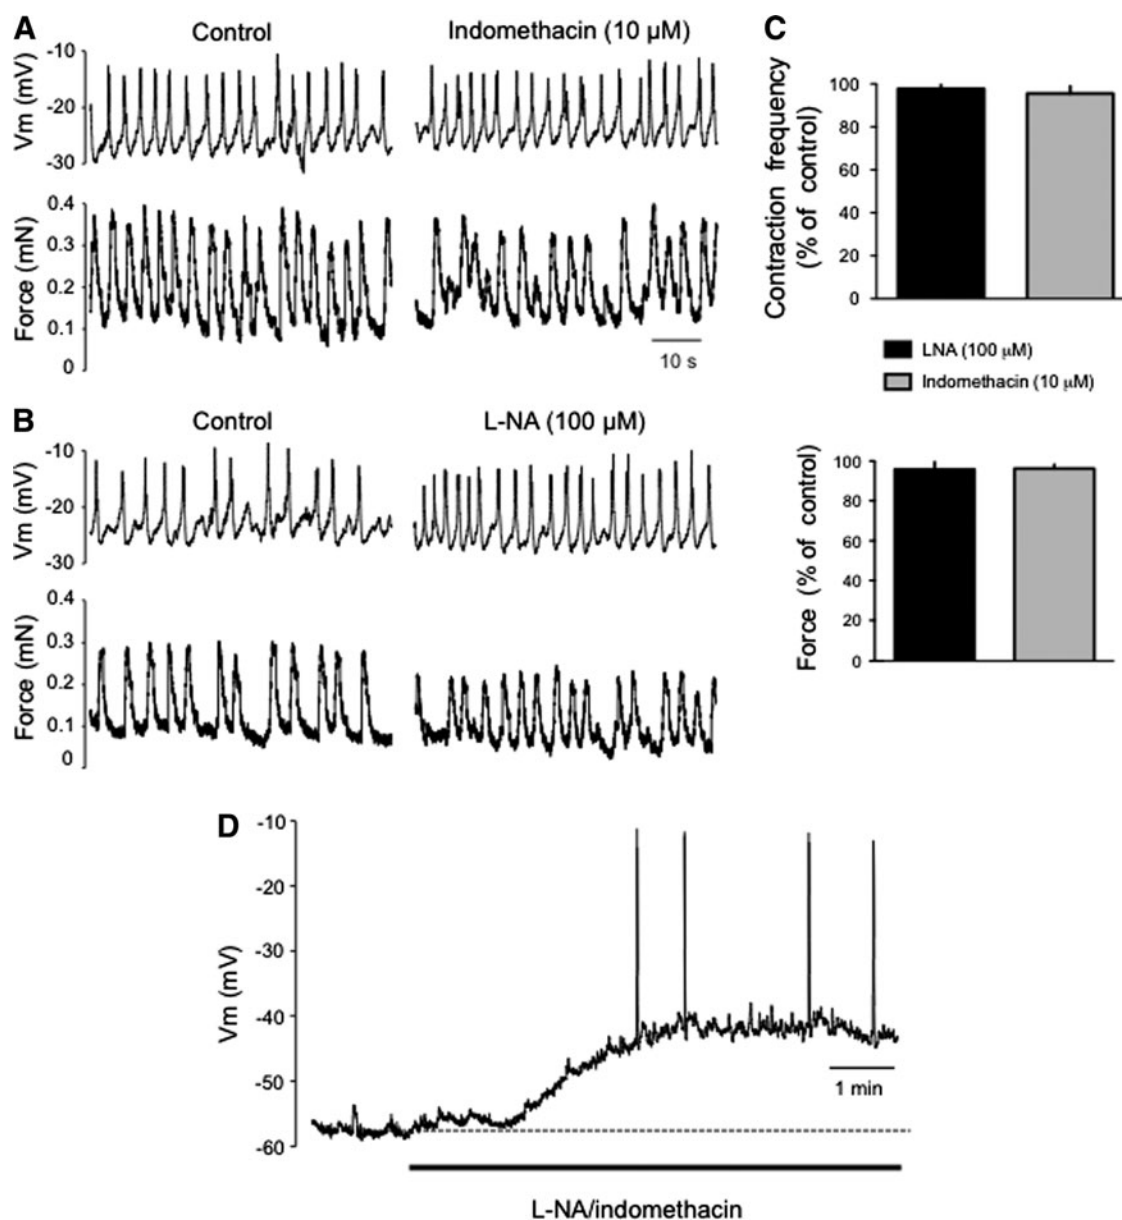 A
Control
Indomethacin (10 µM)
Vm (mV)
-10
-20
-30
Force (mN)
0.4
0.3
0.2
0.1
0
10 s
B
Control
L-NA (100 µM)
Vm (mV)
-10
-20
-30
Force (mN)
0.4
0.3
0.2
0.1
0
C
Contraction frequency
(% of control)
100
80
60
40
20
0
LNA (100 µM)
Indomethacin (10 µM)
Force (% of control)
100
80
60
40
20
0
D
Vm (mV)
-10
-20
-30
-40
-50
-60
1 min
L-NA/indomethacin